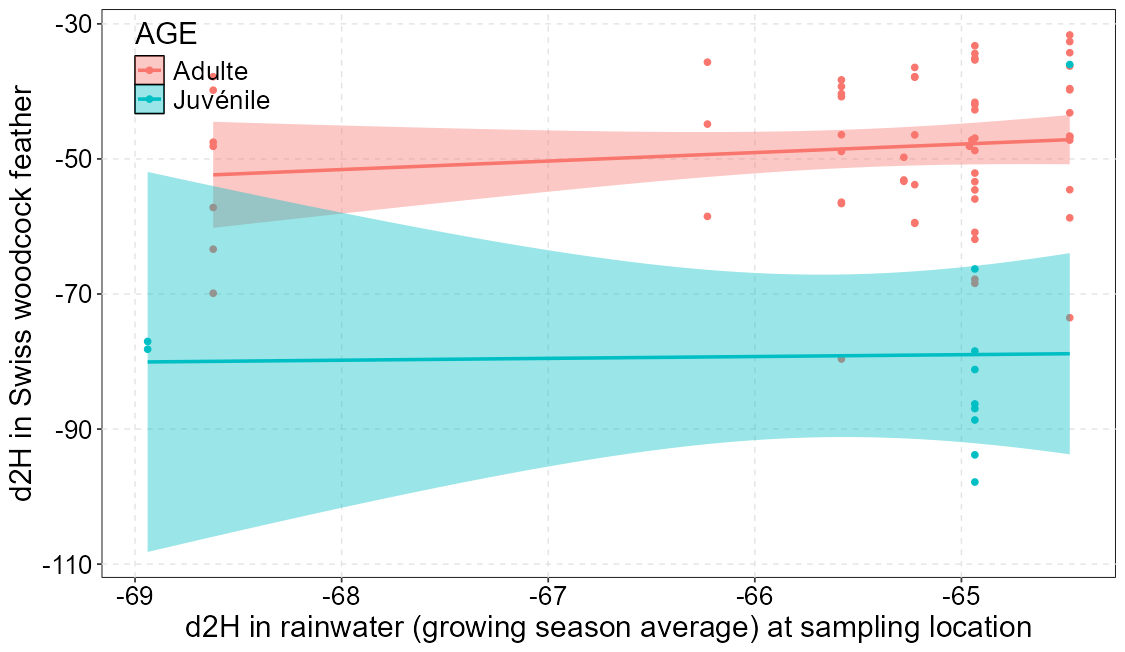 AGE
Adulte
Juvénile
-30
-50
-70
-90
-110
-69
-68
-67
-66
-65
d2H in rainwater (growing season average) at sampling location
d2H in Swiss woodcock feather